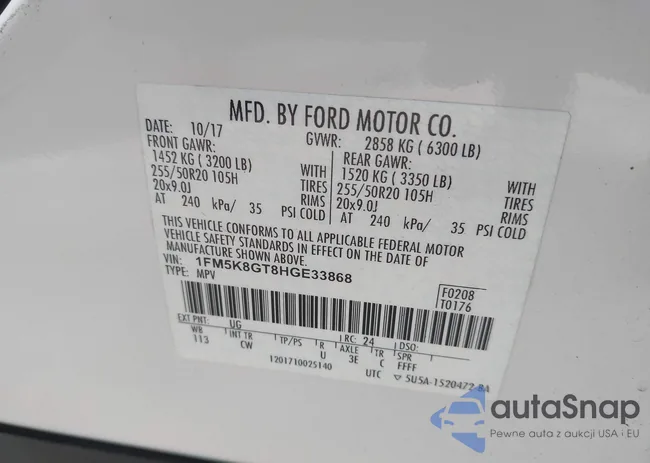 MFD. BY FORD MOTOR CO.
DATE: 10/17 GVWR: 2858 KG ( 6300 LB)
FRONT GAWR: REAR GAWR:
1452 KG ( 3200 LB) WITH 1520 KG ( 3350 LB) WITH
255/50R20 105H TIRES 255/50R20 105H TIRES
20x9.0J RIMS 20x9.0J RIMS
AT 240 kPa/ 35 PSI COLD AT 240 kPa/ 35 PSI COLD
THIS VEHICLE CONFORMS TO ALL APPLICABLE FEDERAL MOTOR
VEHICLE SAFETY STANDARDS IN EFFECT ON THE DATE OF
MANUFACTURE SHOWN ABOVE.
VIN: 1FM5K8GT8HGE33868 F0208
TYPE: MPV T0176
EXT PNT: UG RC: 24 DSO:
WB INT TR TP/PS R AXLE TR SPR
113 CW U 3E C FFFF
1201710025140 UTC 5U5A-1520472-BA
autaSnap
Pewne auta z aukcji USA i EU